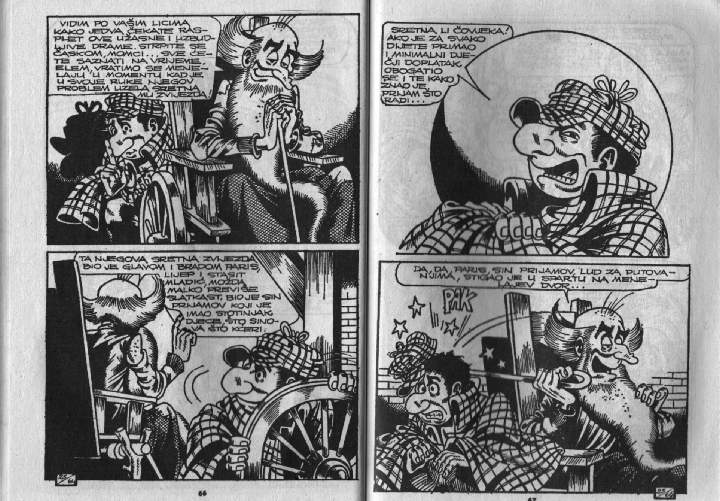 VIDIM PO VAŠIM LICIMA
KAKO JEDVA ČEKATE RAS-
PLET OVE UŽASNE I UZBUD-
LJIVE DRAME. STRPITE SE
ČASKOM, MOMCI... SVE ĆE-
TE SAZNATI NA VRIJEME.
ELEM, VRATIMO SE MENE-
LAJU U MOMENTU KAD JE
U SVOJE RUKE NJEGOV
PROBLEM UZELA SRETNA
MU ZVIJEZDA
TA NJEGOVA SRETNA ZVIJEZDA
BIO JE GLAVOM I BRADOM PARIS,
LIJEP I STASIT
MLADIĆ, MOŽDA
MALKO PREVIŠE
SLATKAST. BIO JE SIN
PRIJAMOV KOJI JE
IMAO STOTINJAK
DJECE, ŠTO SINO-
VA ŠTO KĆERI.
66
SRETNA LI ČOVJEKA!
AKO JE ZA SVAKO
DIJETE PRIMAO
I MINIMALNI DJE-
ČJI DOPLATAK,
OBOGATIO
SE I TE KAKO
ZNAO JE
PRIJAM ŠTO
RADI...
DA, DA, PARIS, SIN PRIJAMOV, LUD ZA PUTOVA-
NJIMA, STIGAO JE U SPARTU NA MENE-
LAJEV DVOR...
PAK
67